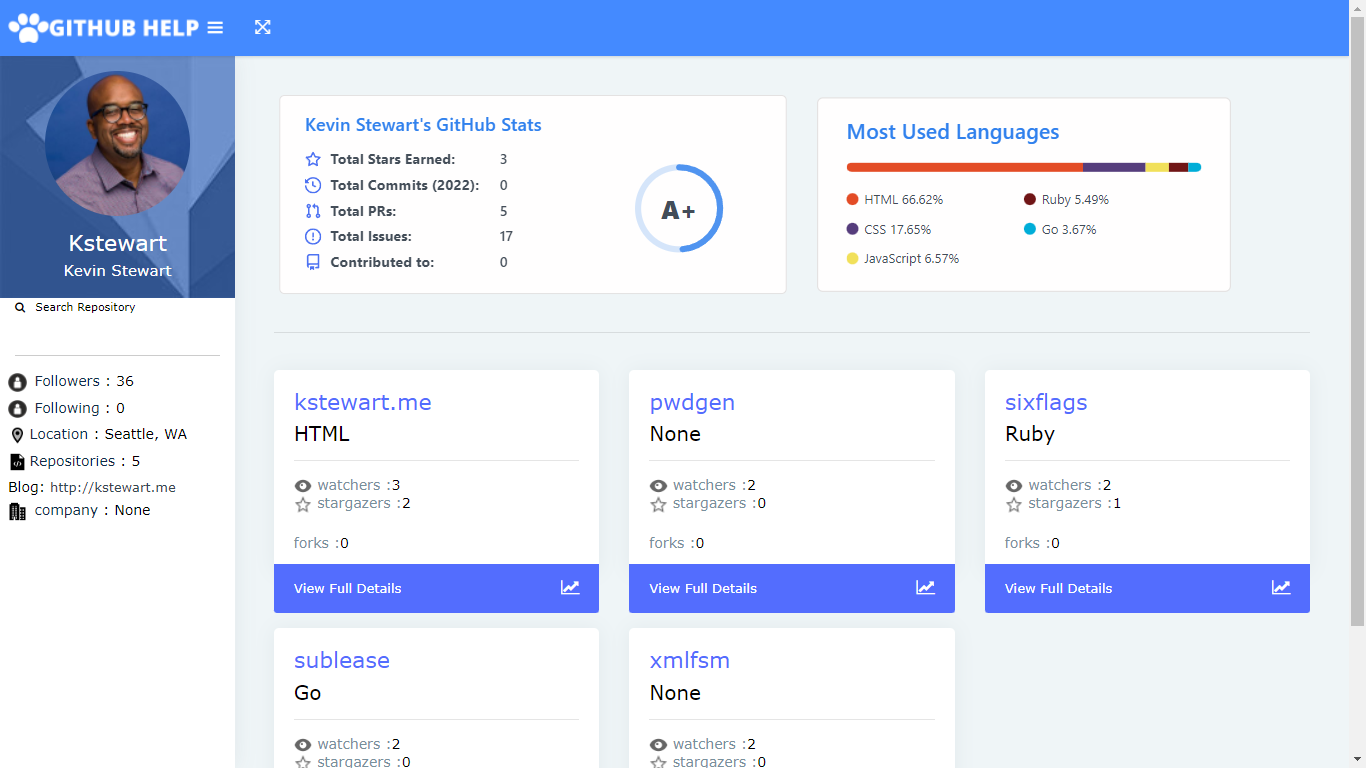 GITHUB HELP
Kstewart
Kevin Stewart
Search Repository
Followers : 36
Following : 0
Location : Seattle, WA
Repositories : 5
Blog: http://kstewart.me
company : None
Kevin Stewart's GitHub Stats
Total Stars Earned: 3
Total Commits (2022): 0
Total PRs: 5
Total Issues: 17
Contributed to: 0
A+
Most Used Languages
HTML 66.62%
CSS 17.65%
JavaScript 6.57%
Ruby 5.49%
Go 3.67%
kstewart.me
HTML
watchers :3
stargazers :2
forks :0
View Full Details
pwdgen
None
watchers :2
stargazers :0
forks :0
View Full Details
sixflags
Ruby
watchers :2
stargazers :1
forks :0
View Full Details
sublease
Go
watchers :2
stargazers :0
xmlfsm
None
watchers :2
stargazers :0